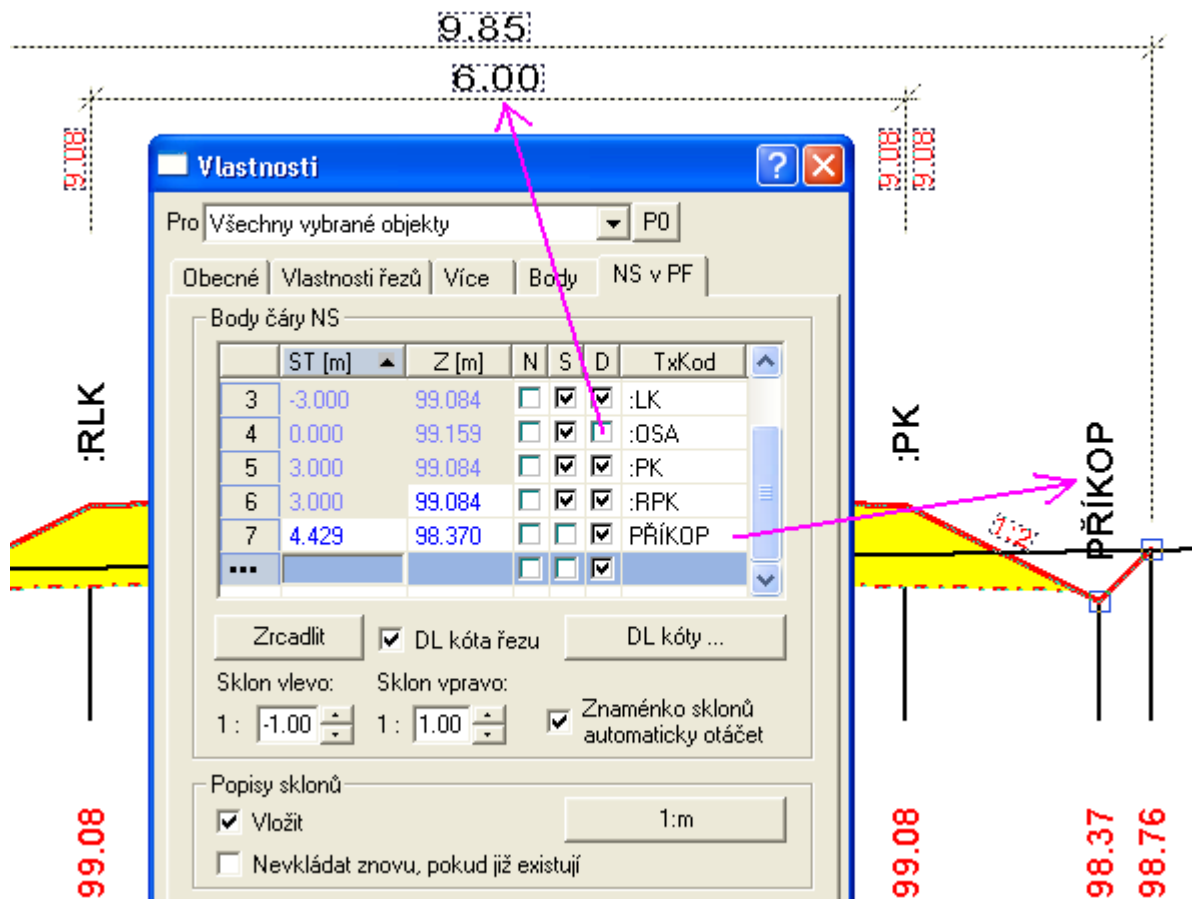 9.85
6.00
9.08
9.08
9.08
Vlastnosti
Pro Všechny vybrané objekty P0
Obecné Vlastnosti řezů Více Body NS v PF
Body čáry NS
ST [m] Z [m] N S D TxKod
3 -3.000 99.084 :LK
4 0.000 99.159 :OSA
5 3.000 99.084 :PK
6 3.000 99.084 :RPK
7 4.429 98.370 PŘÍKOP
...
Zrcadlit DL kóta řezu DL kóty ...
Sklon vlevo: Sklon vpravo:
1 : -1.00 1 : 1.00 Znaménko sklonů
automaticky otáčet
Popisy sklonů
Vložit 1:m
Nevkládat znovu, pokud již existují
:RLK
:PK
PŘÍKOP
1:2
99.08
99.08
98.37
98.76